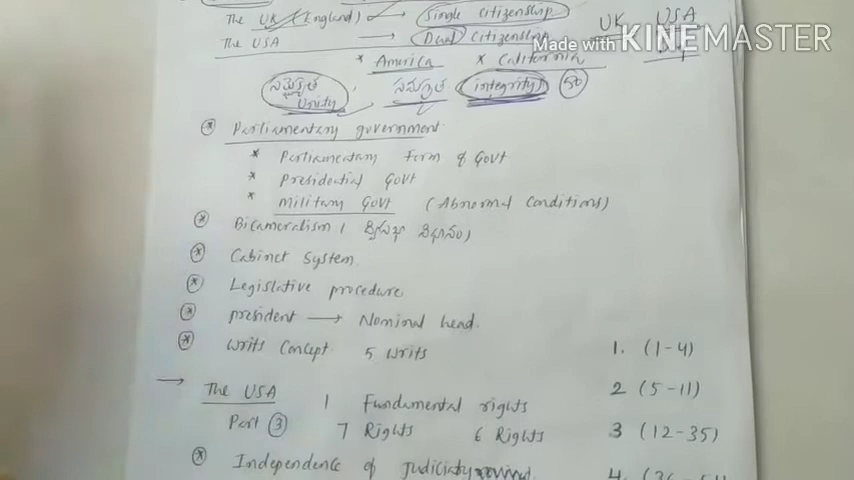 The UK (England) → Single Citizenship UK USA
The USA → Dual Citizenship
Made with KINEMASTER
* America * California
సమైక్యత Unity, సమగ్రత (integrity) 50
* Parliamentary government
* Parliamentary Form of Govt
* Presidential Govt
* Military Govt (Abnormal Conditions)
* Bicameralism (ద్విసభా విధానం)
* Cabinet System
* Legislative procedure
* president → Nominal head.
* Writs Concept 5 Writs 1. (1-4)
→ The USA | Fundamental rights 2 (5-11)
Part 3 7 Rights 6 Rights 3 (12-35)
* Independence of judiciary 4.